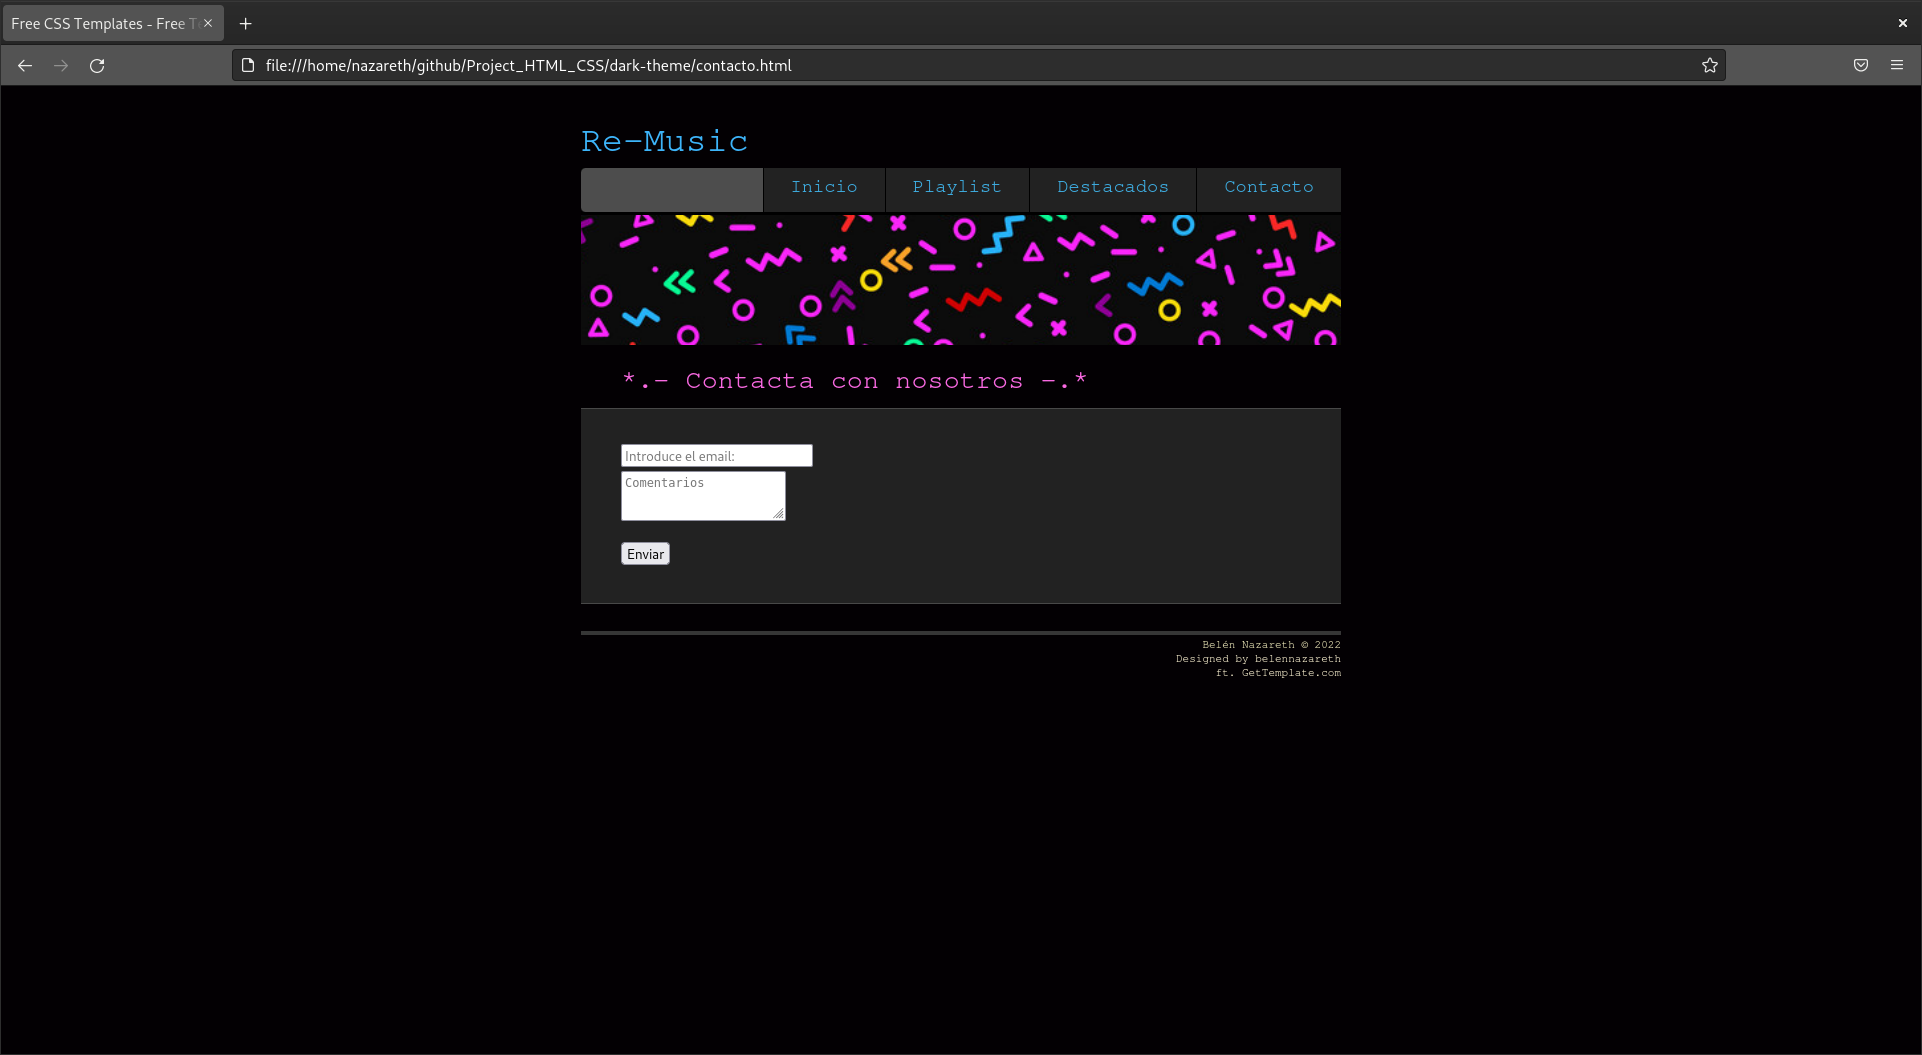 Free CSS Templates - Free
file:///home/nazareth/github/Project_HTML_CSS/dark-theme/contacto.html
Re-Music
Inicio Playlist Destacados Contacto
*.- Contacta con nosotros -.*
Introduce el email:
Comentarios
Enviar
Belén Nazareth © 2022
Designed by belennazareth
ft. GetTemplate.com